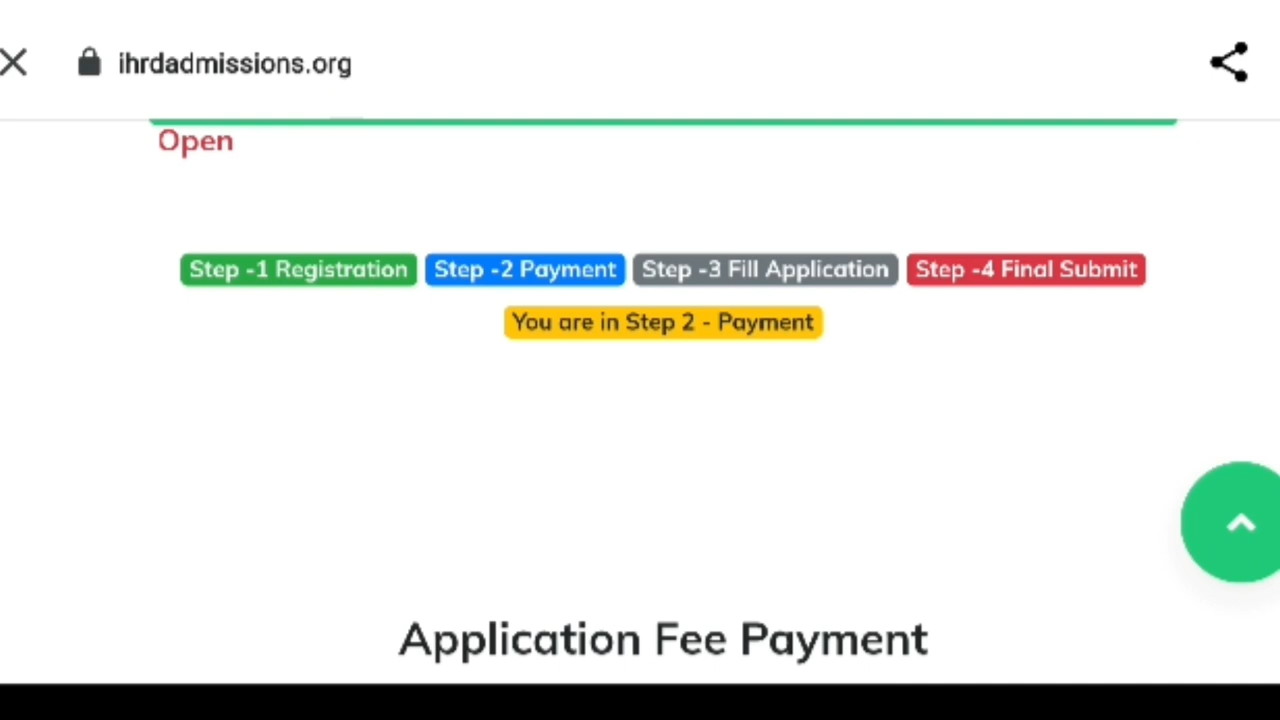 ihrdadmissions.org
Open
Step -1 Registration Step -2 Payment Step -3 Fill Application Step -4 Final Submit
You are in Step 2 - Payment
Application Fee Payment